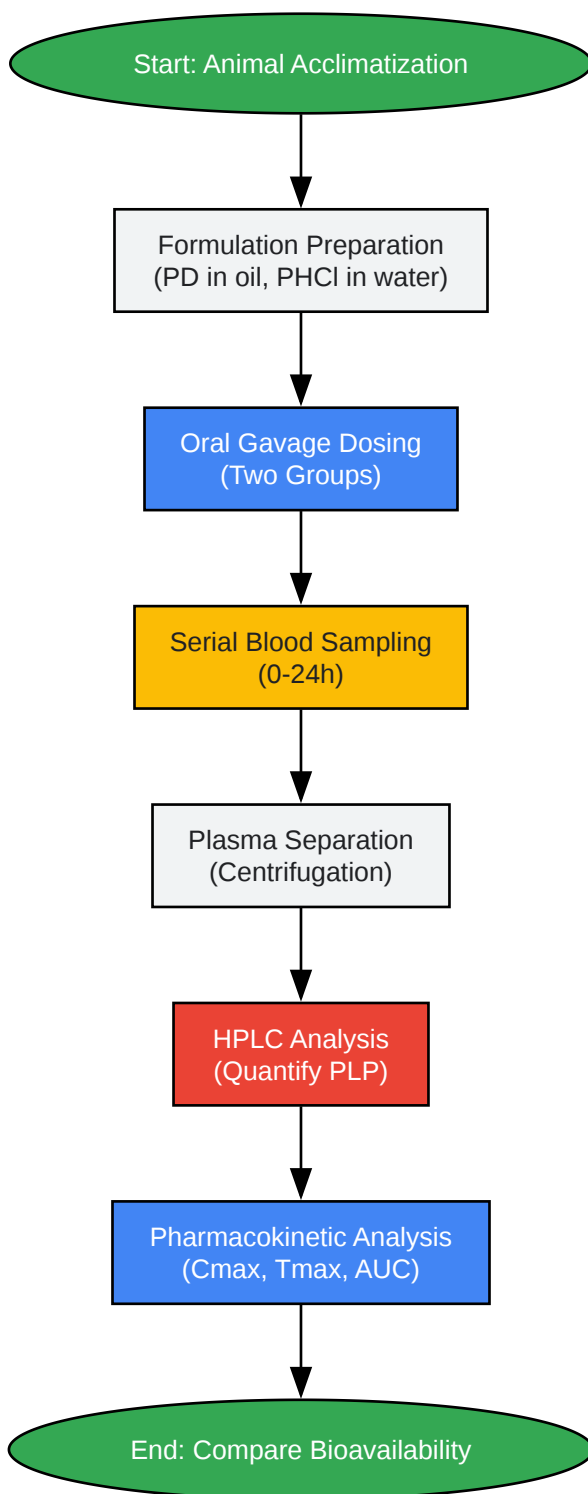 Start: Animal Acclimatization
Formulation Preparation
(PD in oil, PHCl in water)
Oral Gavage Dosing
(Two Groups)
Serial Blood Sampling
(0-24h)
Plasma Separation
(Centrifugation)
HPLC Analysis
(Quantify PLP)
Pharmacokinetic Analysis
(Cmax, Tmax, AUC)
End: Compare Bioavailability